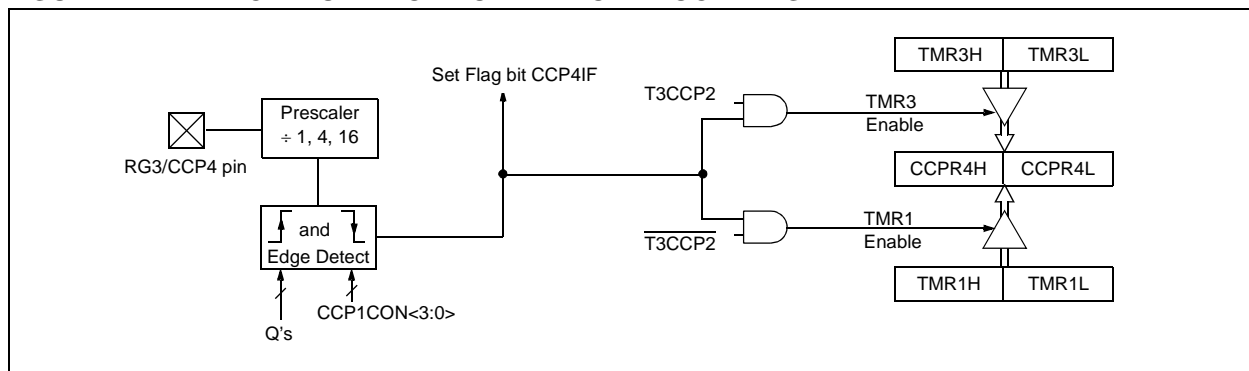 TMR3H TMR3L
Set Flag bit CCP4IF
T3CCP2
Prescaler
÷ 1, 4, 16
TMR3
Enable
RG3/CCP4 pin
CCPR4H CCPR4L
and
Edge Detect
TMR1
Enable
T3CCP2
TMR1H TMR1L
CCP1CON<3:0>
Q's